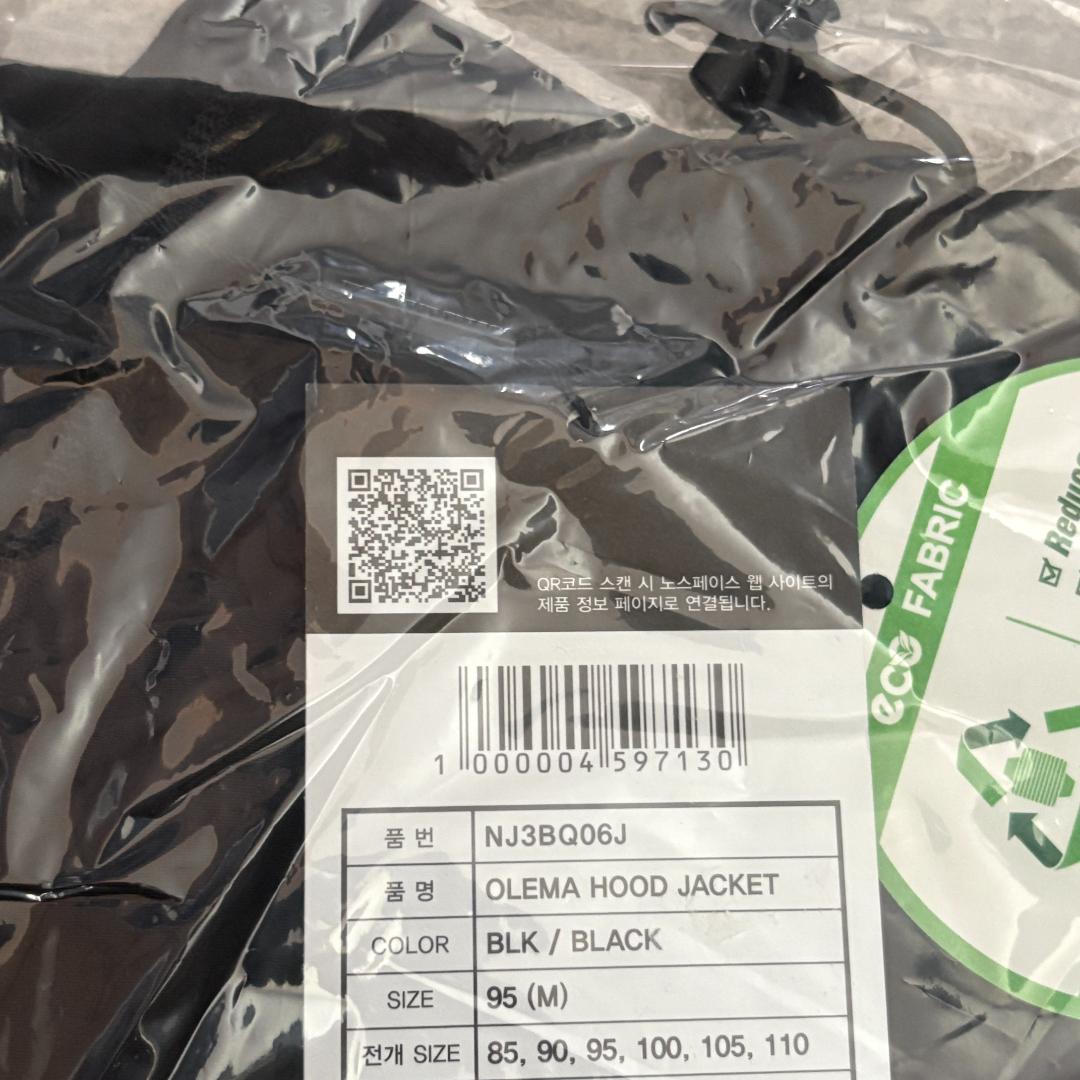 QR코드 스캔 시 노스페이스 웹 사이트의
제품 정보 페이지로 연결됩니다.
1 000004 597130
품 번 NJ3BQ06J
품 명 OLEMA HOOD JACKET
COLOR BLK / BLACK
SIZE 95 (M)
전개 SIZE 85, 90, 95, 100, 105, 110
eco FABRIC